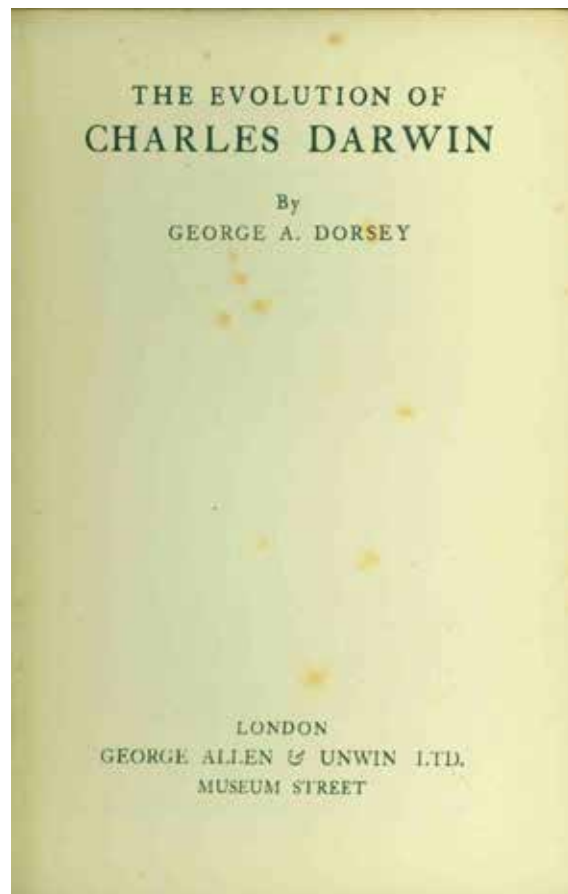 THE EVOLUTION OF
CHARLES DARWIN
By
GEORGE A. DORSEY
LONDON
GEORGE ALLEN & UNWIN LTD.
MUSEUM STREET